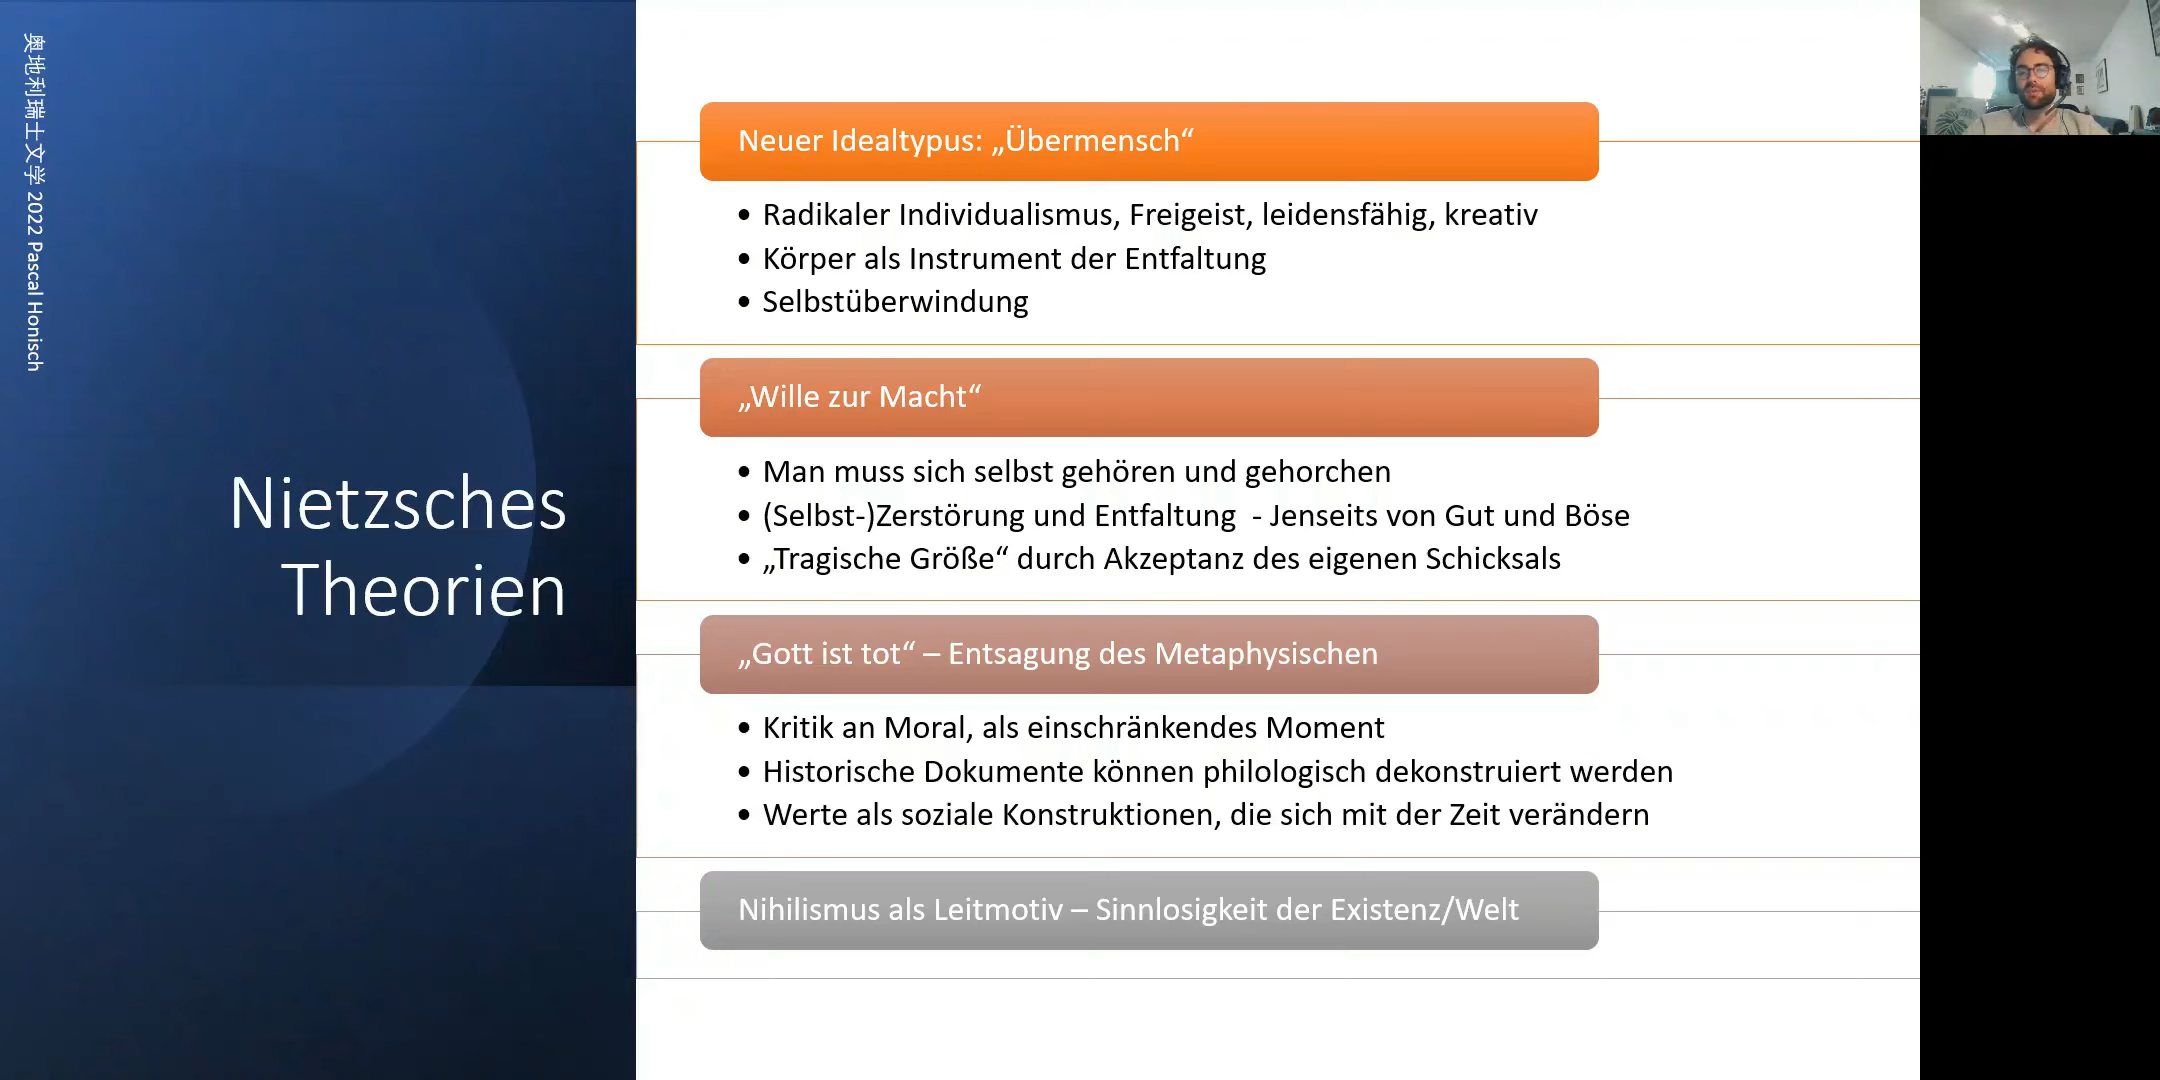 奥地利瑞士文学 2022 Pascal Honisch
Nietzsches
Theorien
Neuer Idealtypus: „Übermensch“
• Radikaler Individualismus, Freigeist, leidensfähig, kreativ
• Körper als Instrument der Entfaltung
• Selbstüberwindung
„Wille zur Macht“
• Man muss sich selbst gehören und gehorchen
• (Selbst-)Zerstörung und Entfaltung  - Jenseits von Gut und Böse
• „Tragische Größe“ durch Akzeptanz des eigenen Schicksals
„Gott ist tot“ – Entsagung des Metaphysischen
• Kritik an Moral, als einschränkendes Moment
• Historische Dokumente können philologisch dekonstruiert werden
• Werte als soziale Konstruktionen, die sich mit der Zeit verändern
Nihilismus als Leitmotiv – Sinnlosigkeit der Existenz/Welt